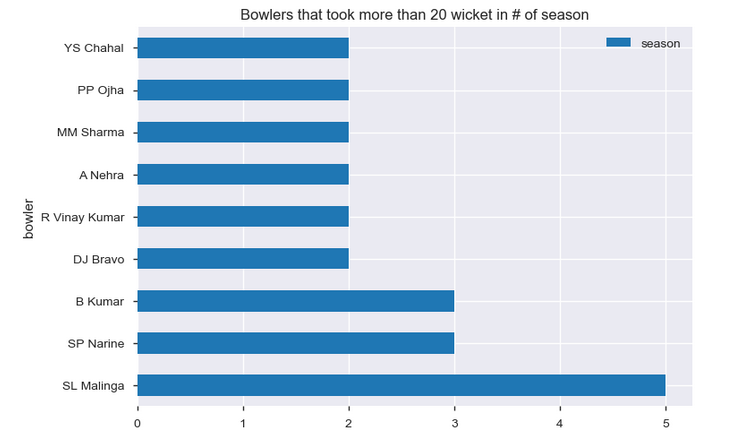 Bowlers that took more than 20 wicket in # of season
season
bowler
YS Chahal
PP Ojha
MM Sharma
A Nehra
R Vinay Kumar
DJ Bravo
B Kumar
SP Narine
SL Malinga
0 1 2 3 4 5